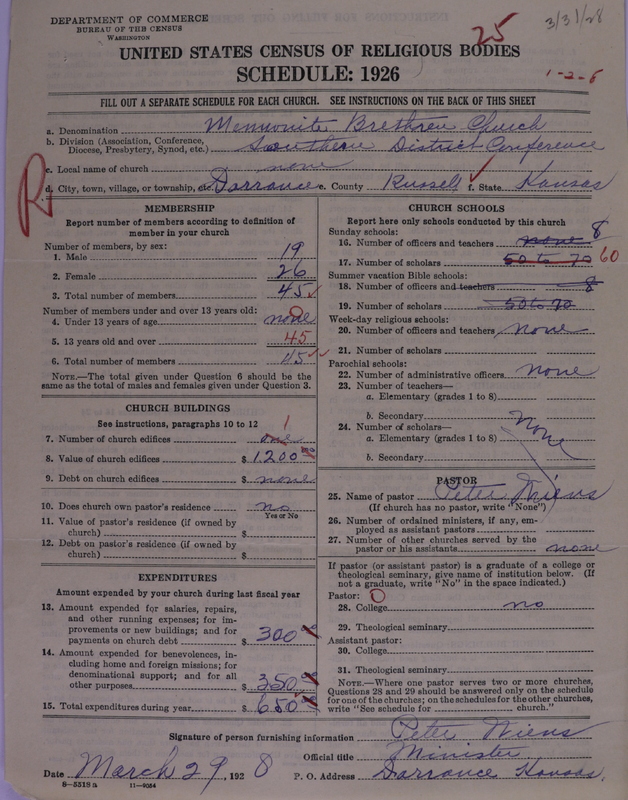 DEPARTMENT OF COMMERCE
BUREAU OF THE CENSUS
WASHINGTON
25
3/31/28
UNITED STATES CENSUS OF RELIGIOUS BODIES
SCHEDULE: 1926
1-2-6
FILL OUT A SEPARATE SCHEDULE FOR EACH CHURCH. SEE INSTRUCTIONS ON THE BACK OF THIS SHEET
a. Denomination Mennonite Brethren Church
b. Division (Association, Conference, Diocese, Presbytery, Synod, etc.) Southern District Conference
c. Local name of church none
R
d. City, town, village, or township, etc. Dorrance e. County Russell f. State Kansas
MEMBERSHIP
Report number of members according to definition of
member in your church
Number of members, by sex:
1. Male 19
2. Female 26
3. Total number of members 45
Number of members under and over 13 years old:
4. Under 13 years of age none 0
5. 13 years old and over 45
6. Total number of members 45
NOTE.—The total given under Question 6 should be
same as the total of males and females given under Question 3.
CHURCH BUILDINGS
See instructions, paragraphs 10 to 12
7. Number of church edifices one 1
8. Value of church edifices $ 1200 00
9. Debt on church edifices $ none
10. Does church own pastor's residence no
Yes or No
11. Value of pastor's residence (if owned by
church) $
12. Debt on pastor's residence (if owned by
church) $
EXPENDITURES
Amount expended by your church during last fiscal year
13. Amount expended for salaries, repairs,
and other running expenses; for im-
provements or new buildings; and for
payments on church debt $ 300
14. Amount expended for benevolences, in-
cluding home and foreign missions; for
denominational support; and for all
other purposes $ 350
15. Total expenditures during year $ 650
CHURCH SCHOOLS
Report here only schools conducted by this church
Sunday schools:
16. Number of officers and teachers none 8
17. Number of scholars 50 to 70 60
Summer vacation Bible schools:
18. Number of officers and teachers 8
19. Number of scholars 50 to 70
Week-day religious schools:
20. Number of officers and teachers none
21. Number of scholars
Parochial schools:
22. Number of administrative officers none
23. Number of teachers—
a. Elementary (grades 1 to 8)
b. Secondary
24. Number of scholars—
a. Elementary (grades 1 to 8) none
b. Secondary
PASTOR
25. Name of pastor Peter Wiens
(If church has no pastor, write "None")
26. Number of ordained ministers, if any, em-
ployed as assistant pastors
27. Number of other churches served by the
pastor or his assistants none
If pastor (or assistant pastor) is a graduate of a college or
theological seminary, give name of institution below. (If
not a graduate, write "No" in the space indicated.)
Pastor: 0
28. College no
29. Theological seminary
Assistant pastor:
30. College
31. Theological seminary
NOTE.—Where one pastor serves two or more churches,
Questions 28 and 29 should be answered only on the schedule
for one of the churches; on the schedules for the other churches,
write "See schedule for ______ church."
Signature of person furnishing information Peter Wiens
Official title Minister
Date March 29, 1928 P. O. Address Dorrance Kansas
8—5518 a 11—9054